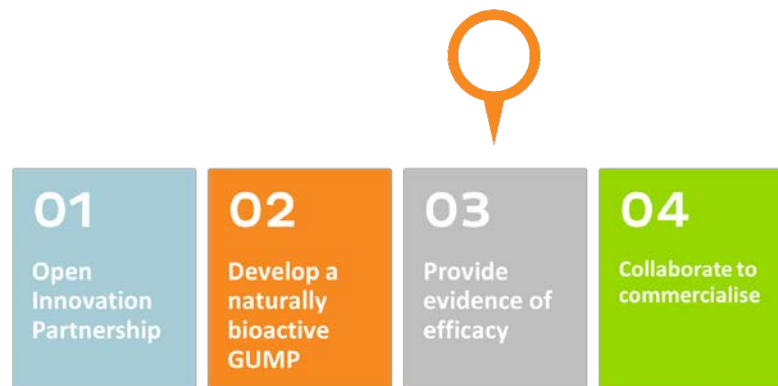 01
Open
Innovation
Partnership
02
Develop a
naturally
bioactive
GUMP
03
Provide
evidence of
efficacy
04
Collaborate to
commercialise